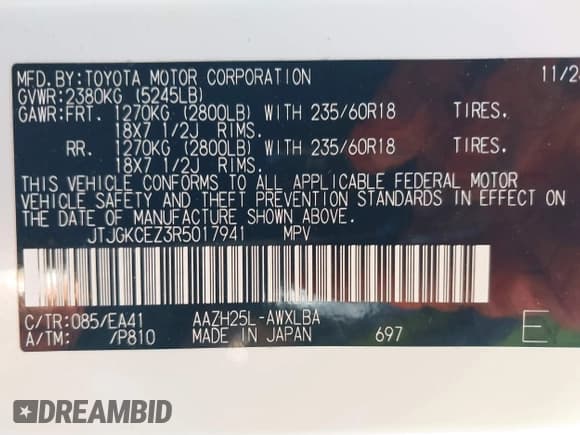 MFD.BY:TOYOTA MOTOR CORPORATION 11/2
GVWR:2380KG (5245LB)
GAWR:FRT. 1270KG (2800LB) WITH 235/60R18 TIRES.
18X7 1/2J RIMS.
RR. 1270KG (2800LB) WITH 235/60R18 TIRES.
18X7 1/2J RIMS.
THIS VEHICLE CONFORMS TO ALL APPLICABLE FEDERAL MOTOR
VEHICLE SAFETY AND THEFT PREVENTION STANDARDS IN EFFECT ON
THE DATE OF MANUFACTURE SHOWN ABOVE.
JTJGKCEZ3R5017941 MPV
C/TR:085/EA41 AAZH25L-AWXLBA
A/TM: /P810 MADE IN JAPAN 697 E
DREAMBID